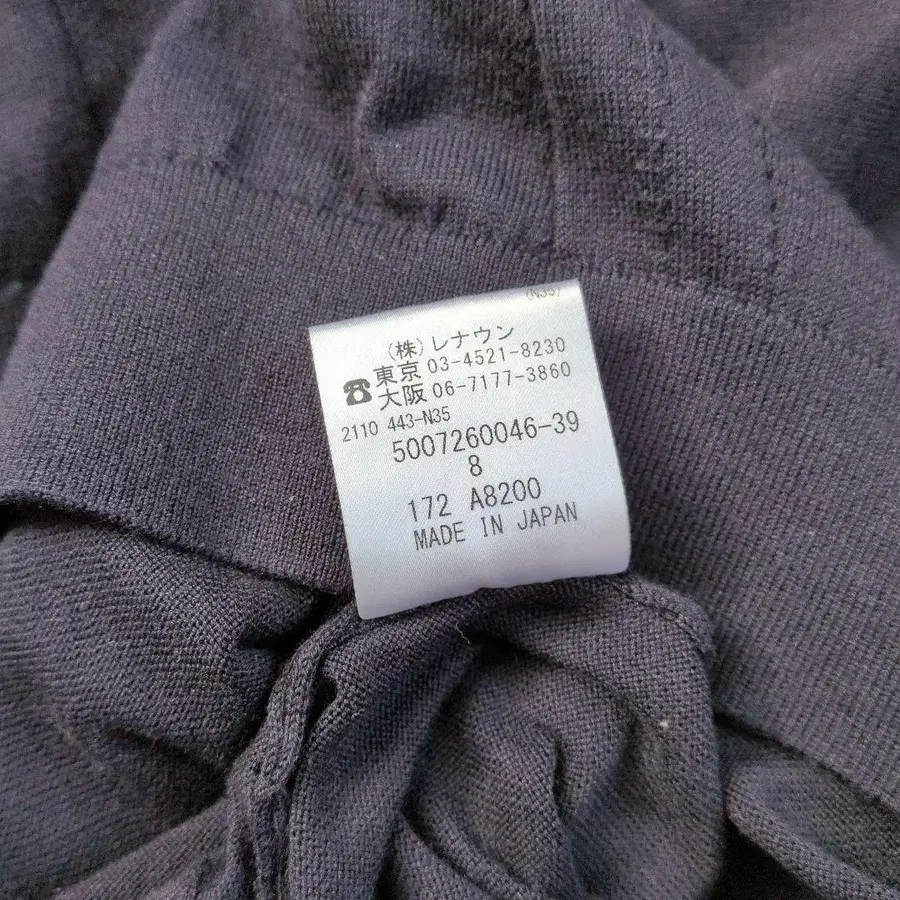 (N35)
(株)レナウン
☎東京 03-4521-8230
大阪 06-7177-3860
2110 443-N35
5007260046-39
8
172 A8200
MADE IN JAPAN